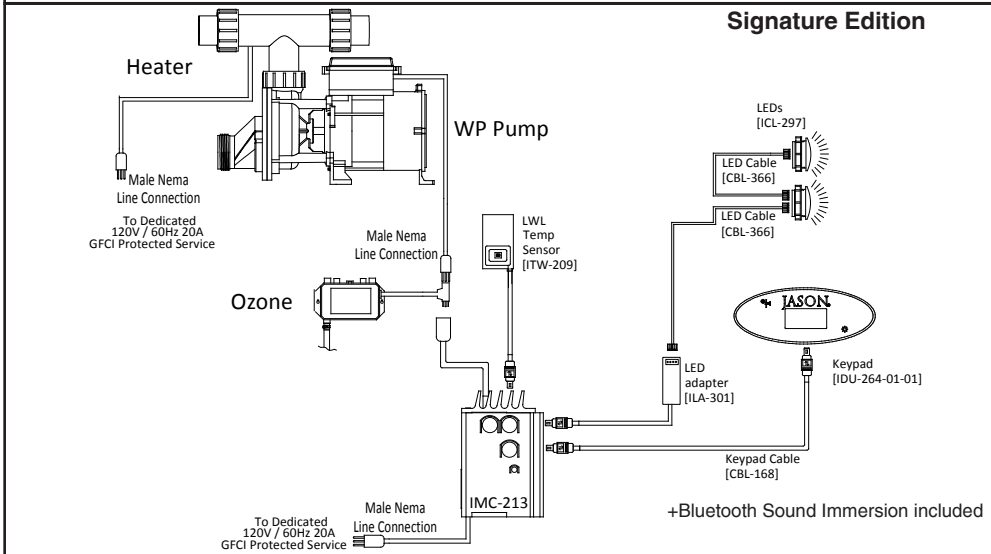 Signature Edition
Heater
WP Pump
Male Nema
Line Connection
To Dedicated
120V / 60Hz 20A
GFCI Protected Service
Male Nema
Line Connection
Ozone
LWL
Temp
Sensor
[ITW-209]
LEDs
[ICL-297]
LED Cable
[CBL-366]
LED Cable
[CBL-366]
JASON
LED
adapter
[ILA-301]
Keypad
[IDU-264-01-01]
Keypad Cable
[CBL-168]
IMC-213
Male Nema
Line Connection
To Dedicated
120V / 60Hz 20A
GFCI Protected Service
+Bluetooth Sound Immersion included